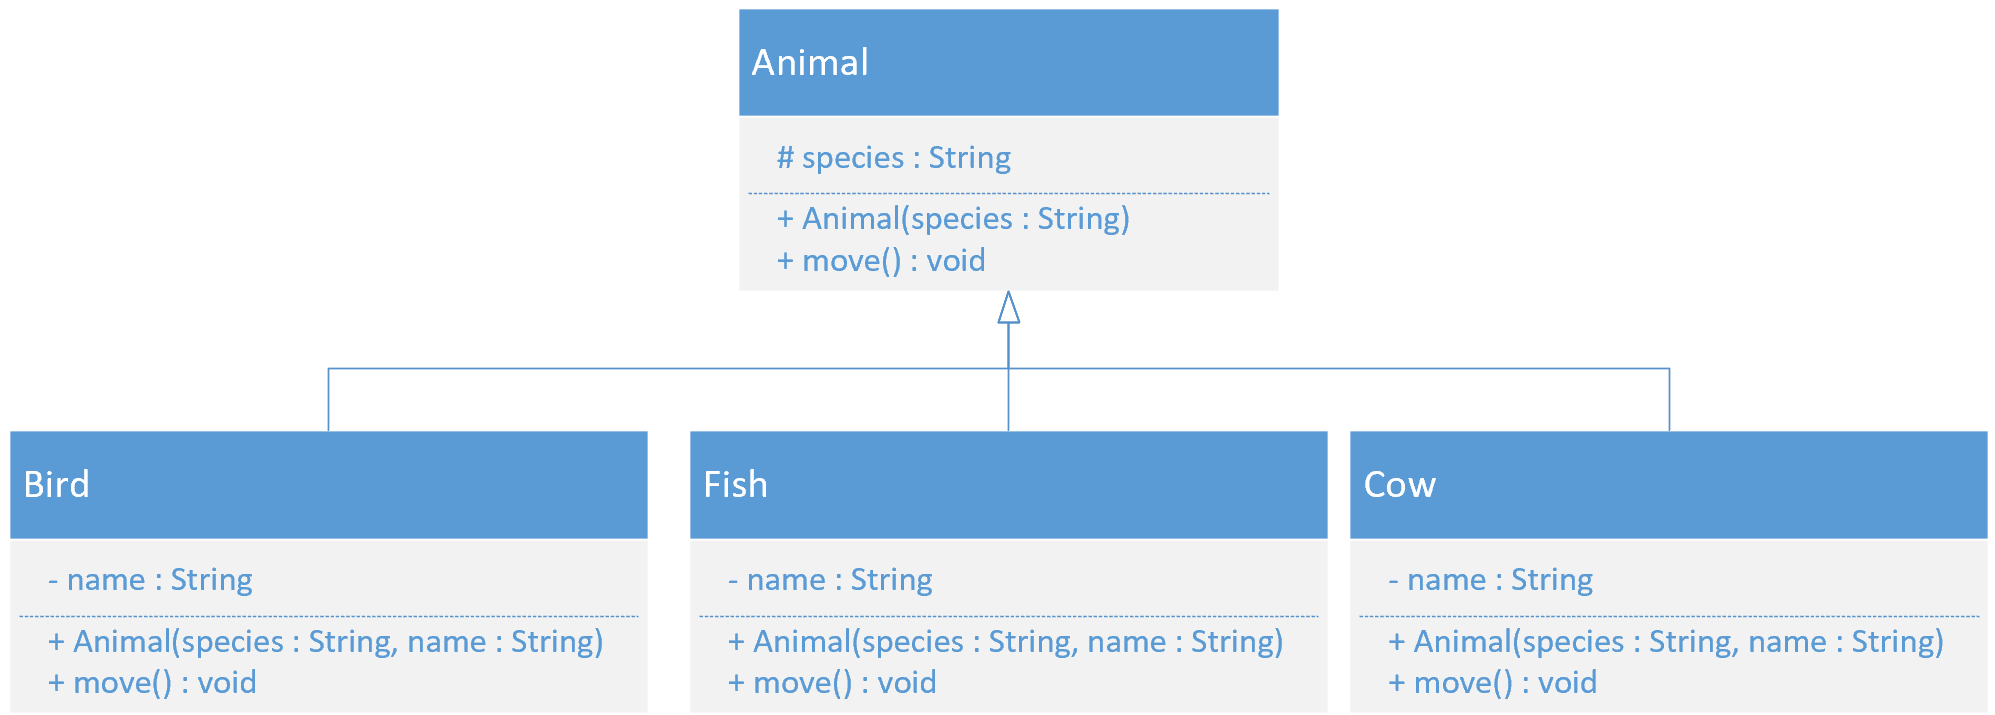 Animal
# species : String
+ Animal(species : String)
+ move() : void
Bird
- name : String
+ Animal(species : String, name : String)
+ move() : void
Fish
- name : String
+ Animal(species : String, name : String)
+ move() : void
Cow
- name : String
+ Animal(species : String, name : String)
+ move() : void